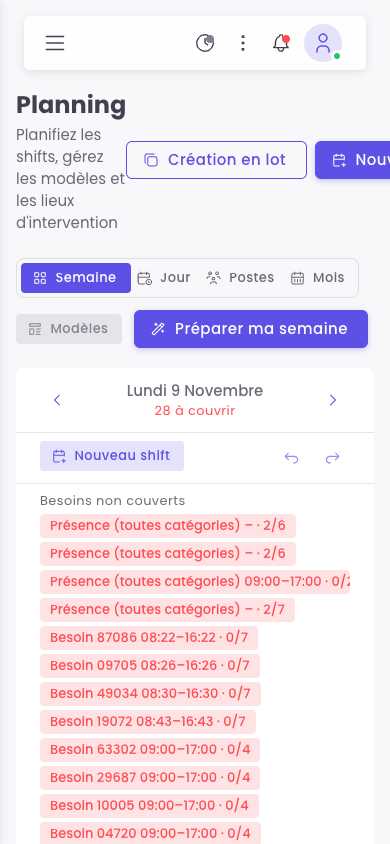 Planning
Planifiez les
shifts, gérez
les modèles et
les lieux
d'intervention
Création en lot
Semaine
Jour
Postes
Mois
Modèles
Préparer ma semaine
Lundi 9 Novembre
28 à couvrir
Nouveau shift
Besoins non couverts
Présence (toutes catégories) – · 2/6
Présence (toutes catégories) – · 2/6
Présence (toutes catégories) 09:00–17:00 · 0/2
Présence (toutes catégories) – · 2/7
Besoin 87086 08:22–16:22 · 0/7
Besoin 09705 08:26–16:26 · 0/7
Besoin 49034 08:30–16:30 · 0/7
Besoin 19072 08:43–16:43 · 0/7
Besoin 63302 09:00–17:00 · 0/4
Besoin 29687 09:00–17:00 · 0/4
Besoin 10005 09:00–17:00 · 0/4
Besoin 04720 09:00–17:00 · 0/4